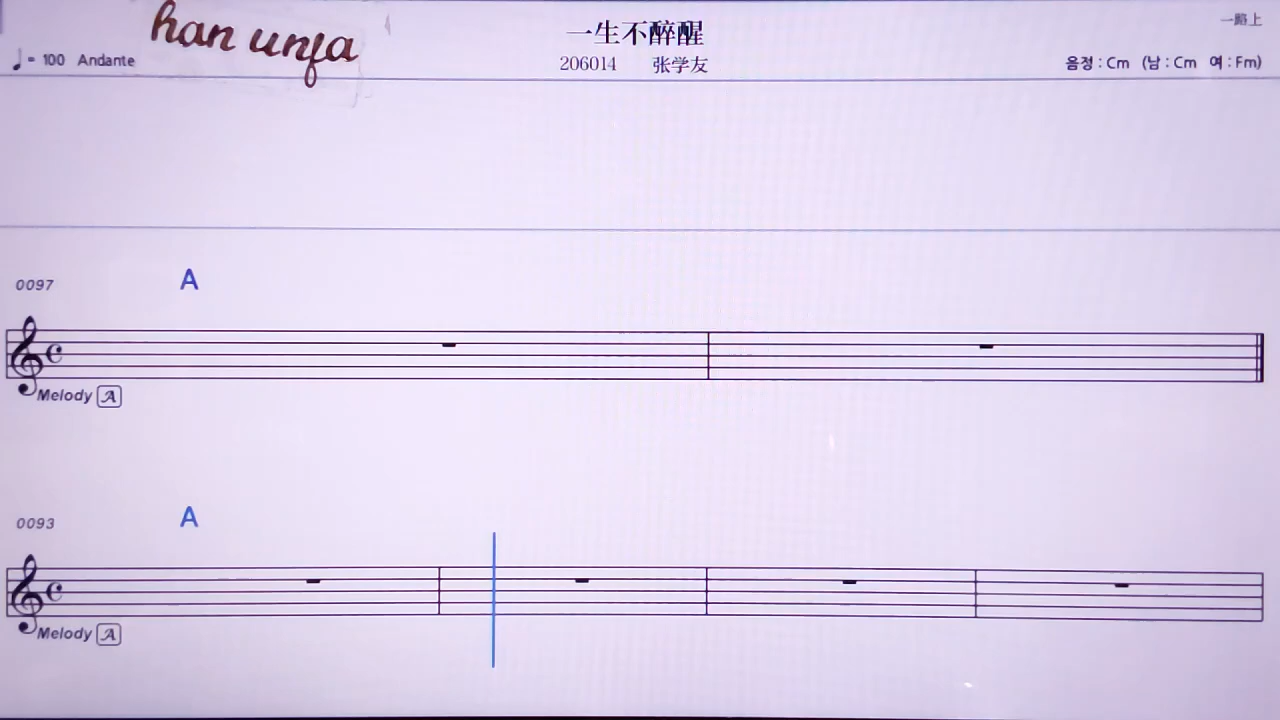 han unfa
一生不醉醒
一路上
♩= 100 Andante
206014 张学友
음정 : Cm (남 : Cm 여 : Fm)
0097
A
Melody A
0093
A
Melody A